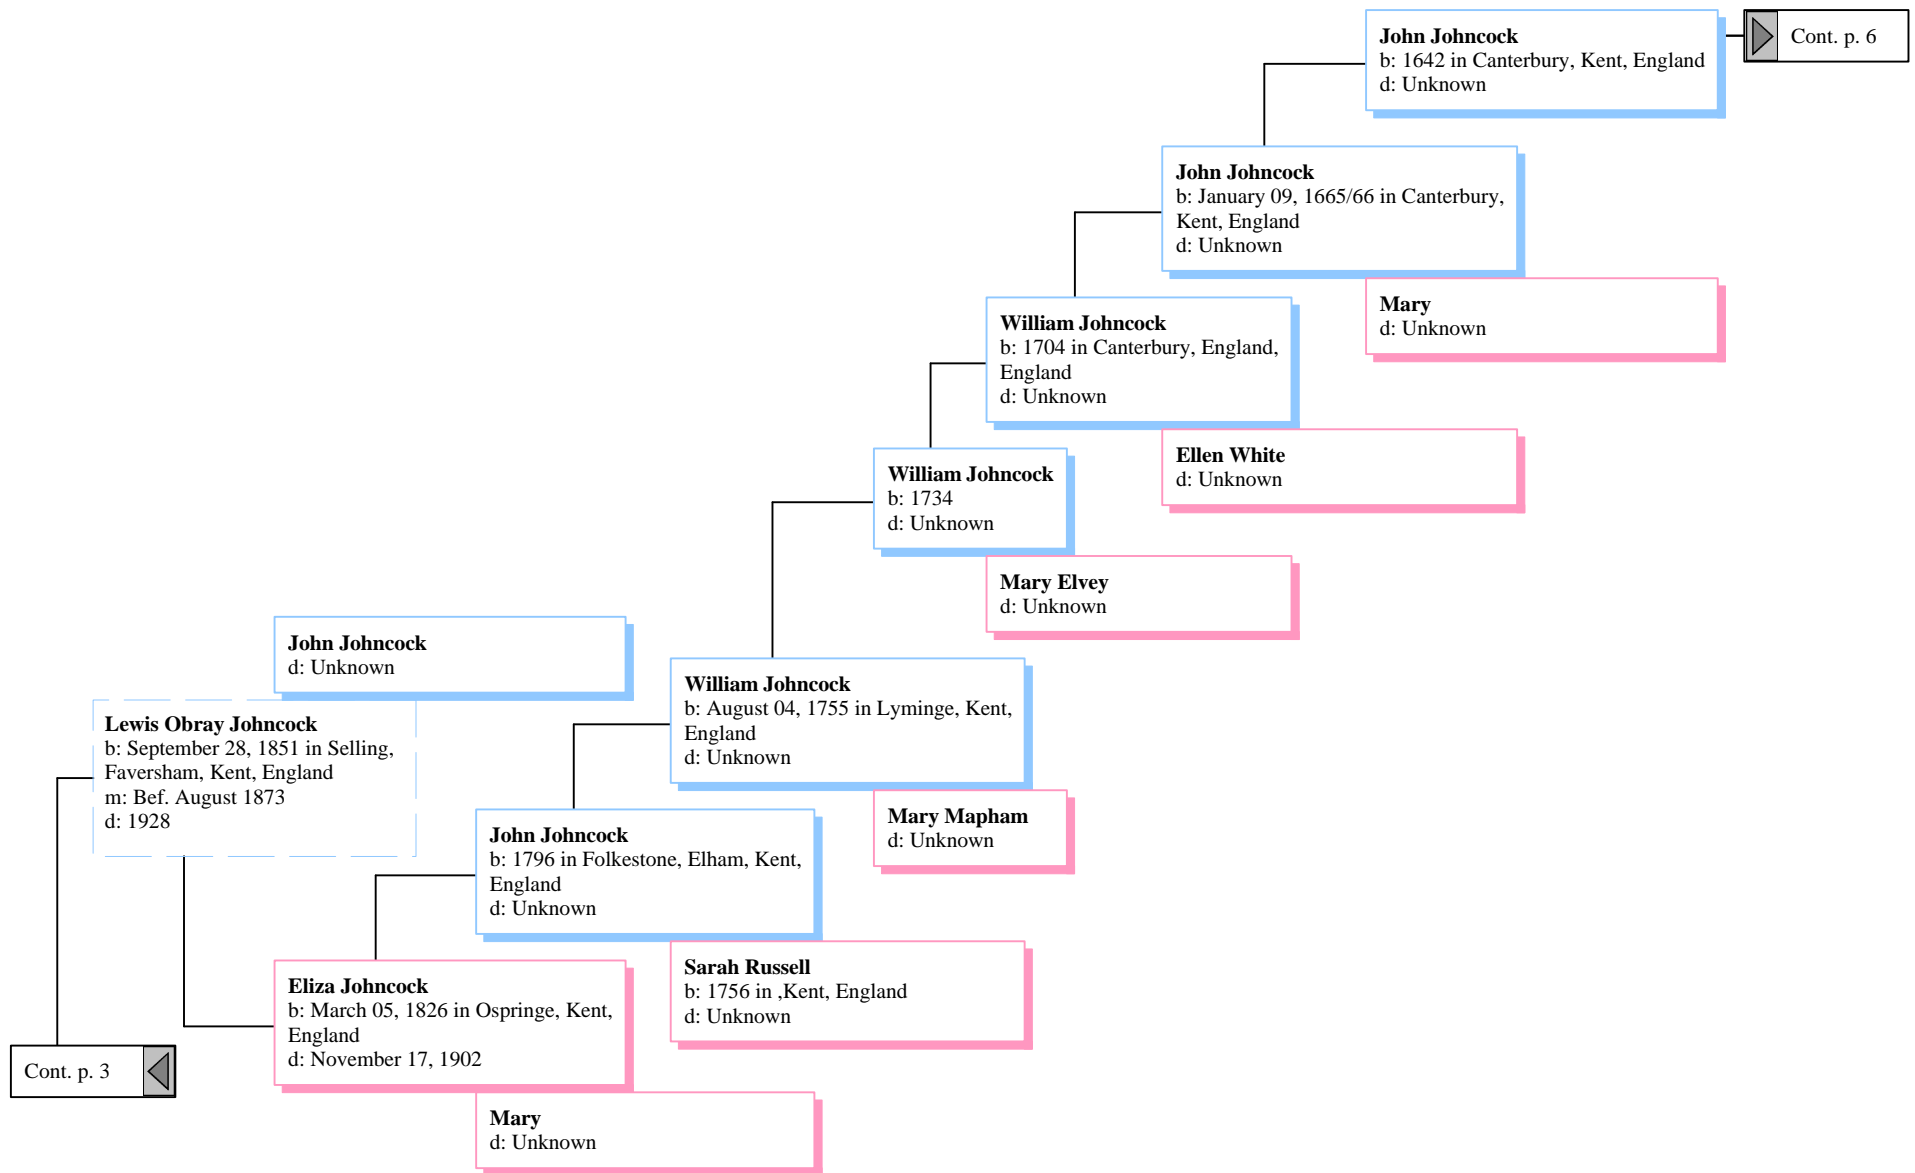 John Johncock
b: 1642 in Canterbury, Kent, England
d: Unknown
Cont. p. 6
John Johncock
b: January 09, 1665/66 in Canterbury,
Kent, England
d: Unknown
Mary
d: Unknown
William Johncock
b: 1704 in Canterbury, England,
England
d: Unknown
Ellen White
d: Unknown
William Johncock
b: 1734
d: Unknown
Mary Elvey
d: Unknown
John Johncock
d: Unknown
William Johncock
b: August 04, 1755 in Lyminge, Kent,
England
d: Unknown
Lewis Obray Johncock
b: September 28, 1851 in Selling,
Faversham, Kent, England
m: Bef. August 1873
d: 1928
Mary Mapham
d: Unknown
John Johncock
b: 1796 in Folkestone, Elham, Kent,
England
d: Unknown
Sarah Russell
b: 1756 in ,Kent, England
d: Unknown
Eliza Johncock
b: March 05, 1826 in Ospringe, Kent,
England
d: November 17, 1902
Cont. p. 3
Mary
d: Unknown